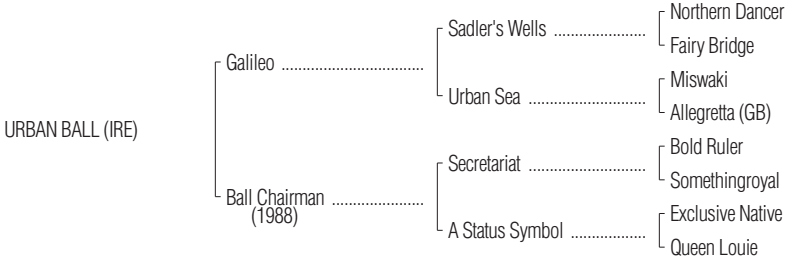 Northern Dancer
Sadler's Wells ......................
Fairy Bridge
Galileo ..................................
Miswaki
Urban Sea ............................
Allegretta (GB)
URBAN BALL (IRE)
Bold Ruler
Secretariat ............................
Somethingroyal
Ball Chairman ......................
(1988)
Exclusive Native
A Status Symbol ..................
Queen Louie